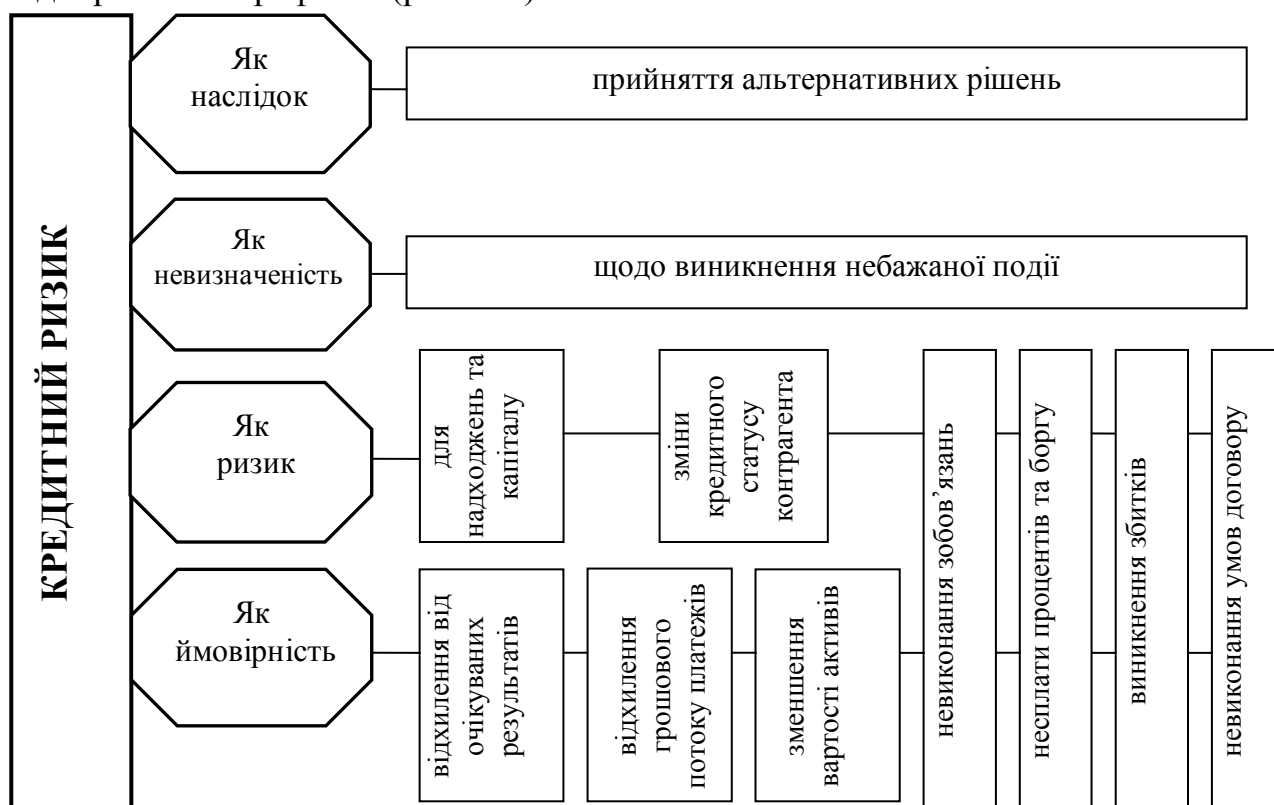 КРЕДИТНИЙ РИЗИК
Як
наслідок
прийняття альтернативних рішень
Як
невизначеність
щодо виникнення небажаної події
Як
ризик
для
надходжень та
капіталу
зміни
кредитного
статусу
контрагента
Як
ймовірність
відхилення від
очікуваних
результатів
відхилення
грошового
потоку платежів
зменшення
вартості активів
невиконання зобов’язань
несплати процентів та боргу
виникнення збитків
невиконання умов договору